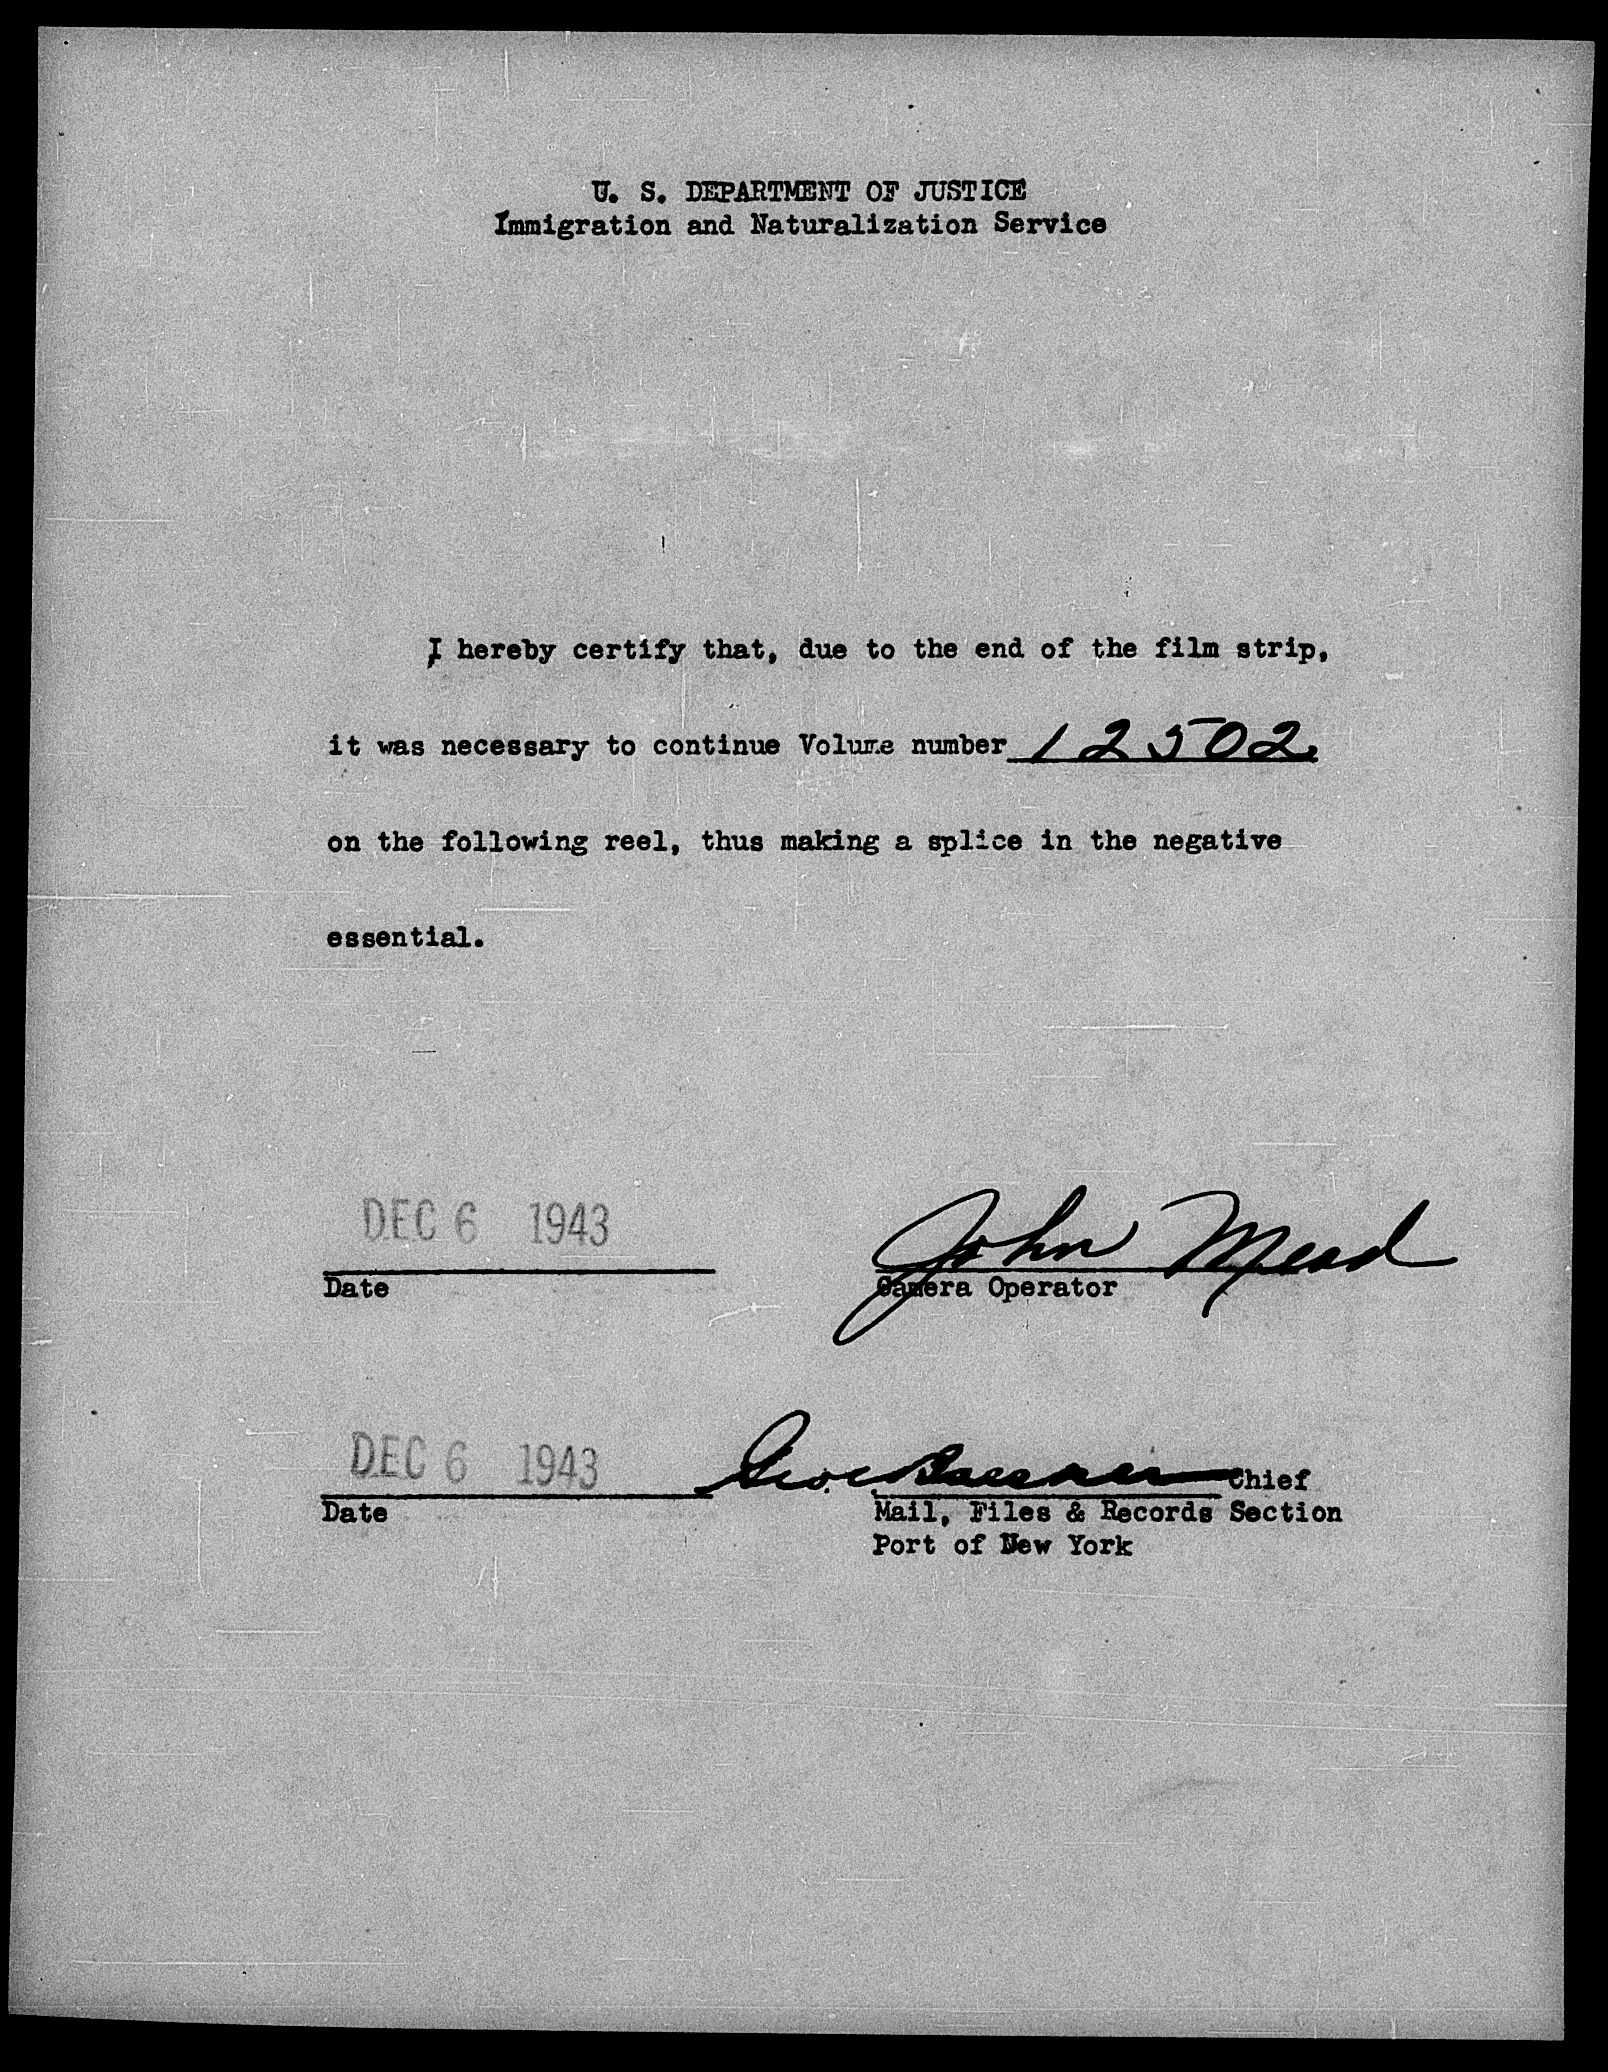 U. S. DEPARTMENT OF JUSTICE
Immigration and Naturalization Service
I hereby certify that, due to the end of the film strip,
it was necessary to continue Volume number 12502
on the following reel, thus making a splice in the negative
essential.
DEC 6 1943
John Mead
Date
Camera Operator
DEC 6 1943
Chief
Date
Mail, Files & Records Section
Port of New York